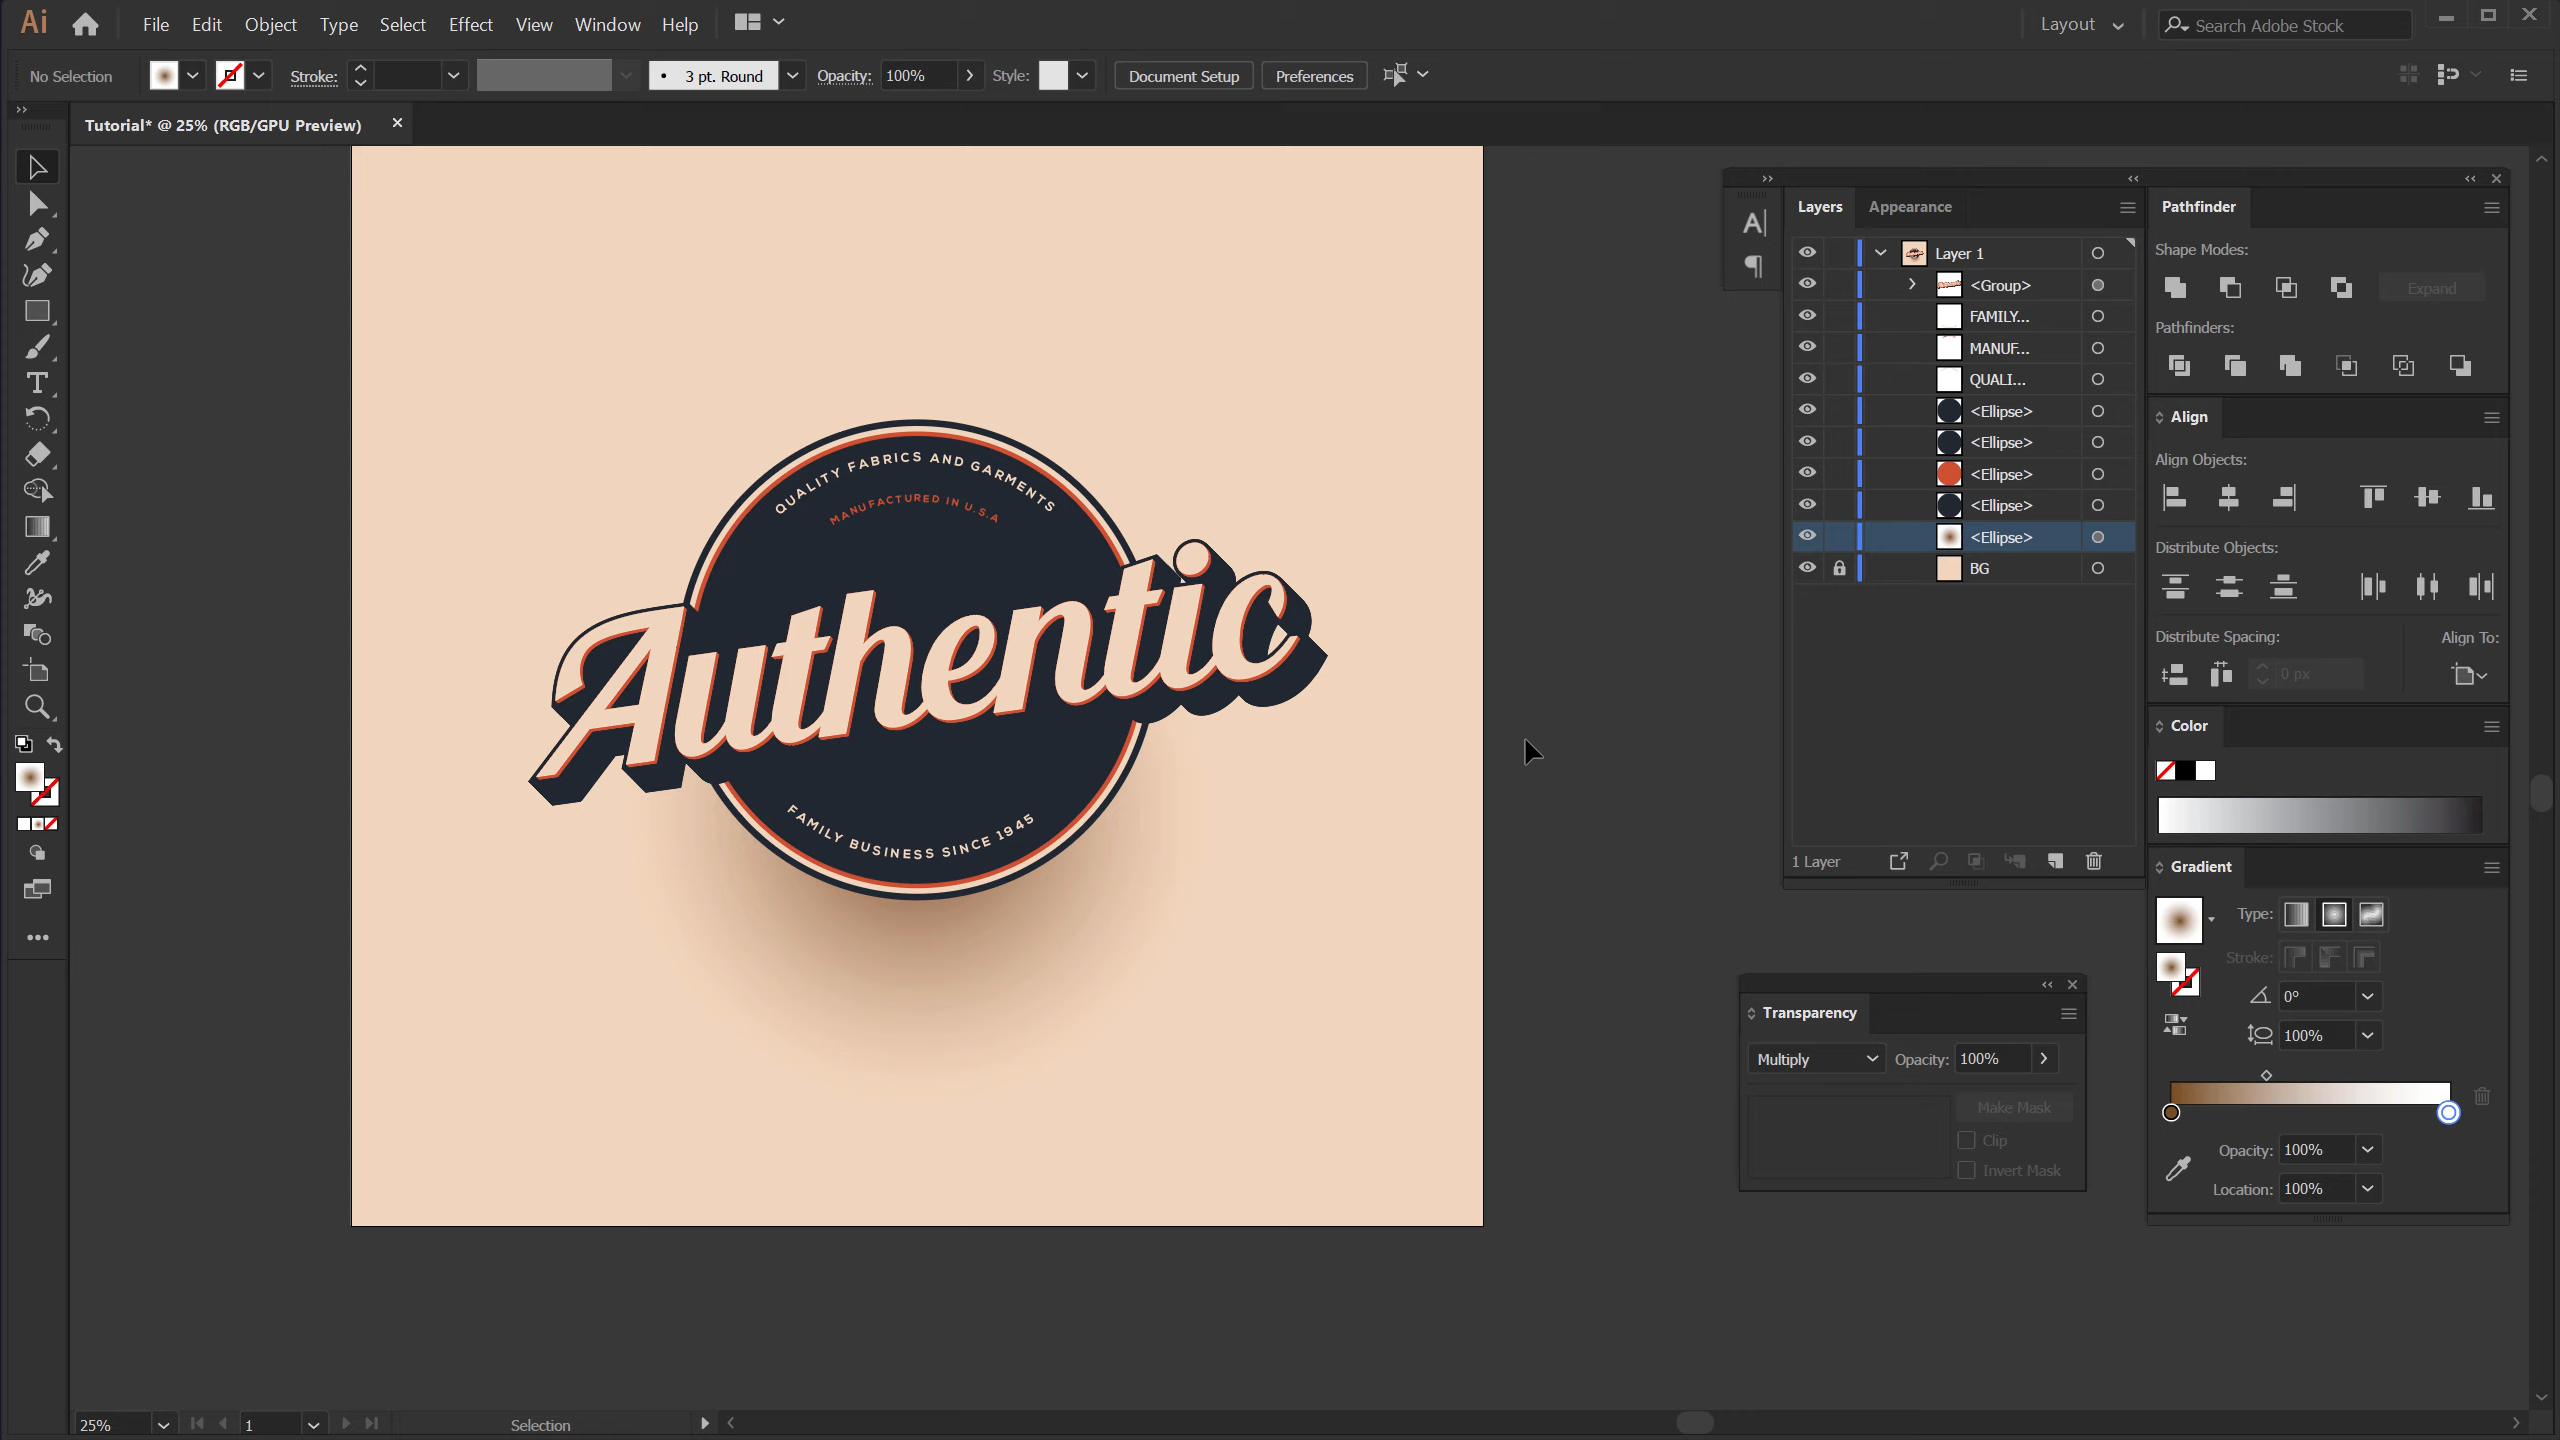 Ai File Edit Object Type Select Effect View Window Help Layout Search Adobe Stock
No Selection Stroke: 3 pt. Round Opacity: 100% Style: Document Setup Preferences
Tutorial* @ 25% (RGB/GPU Preview)
QUALITY FABRICS AND GARMENTS
MANUFACTURED IN U.S.A
Authentic
FAMILY BUSINESS SINCE 1945
Layers Appearance
Layer 1
<Group>
FAMILY...
MANUF...
QUALI...
<Ellipse>
<Ellipse>
<Ellipse>
<Ellipse>
<Ellipse>
BG
1 Layer
Pathfinder
Shape Modes:
Expand
Pathfinders:
Align
Align Objects:
Distribute Objects:
Distribute Spacing: Align To:
0 px
Color
Gradient
Type:
Stroke:
0°
100%
Opacity: 100%
Location: 100%
Transparency
Multiply Opacity: 100%
Make Mask
Clip
Invert Mask
25% 1 Selection